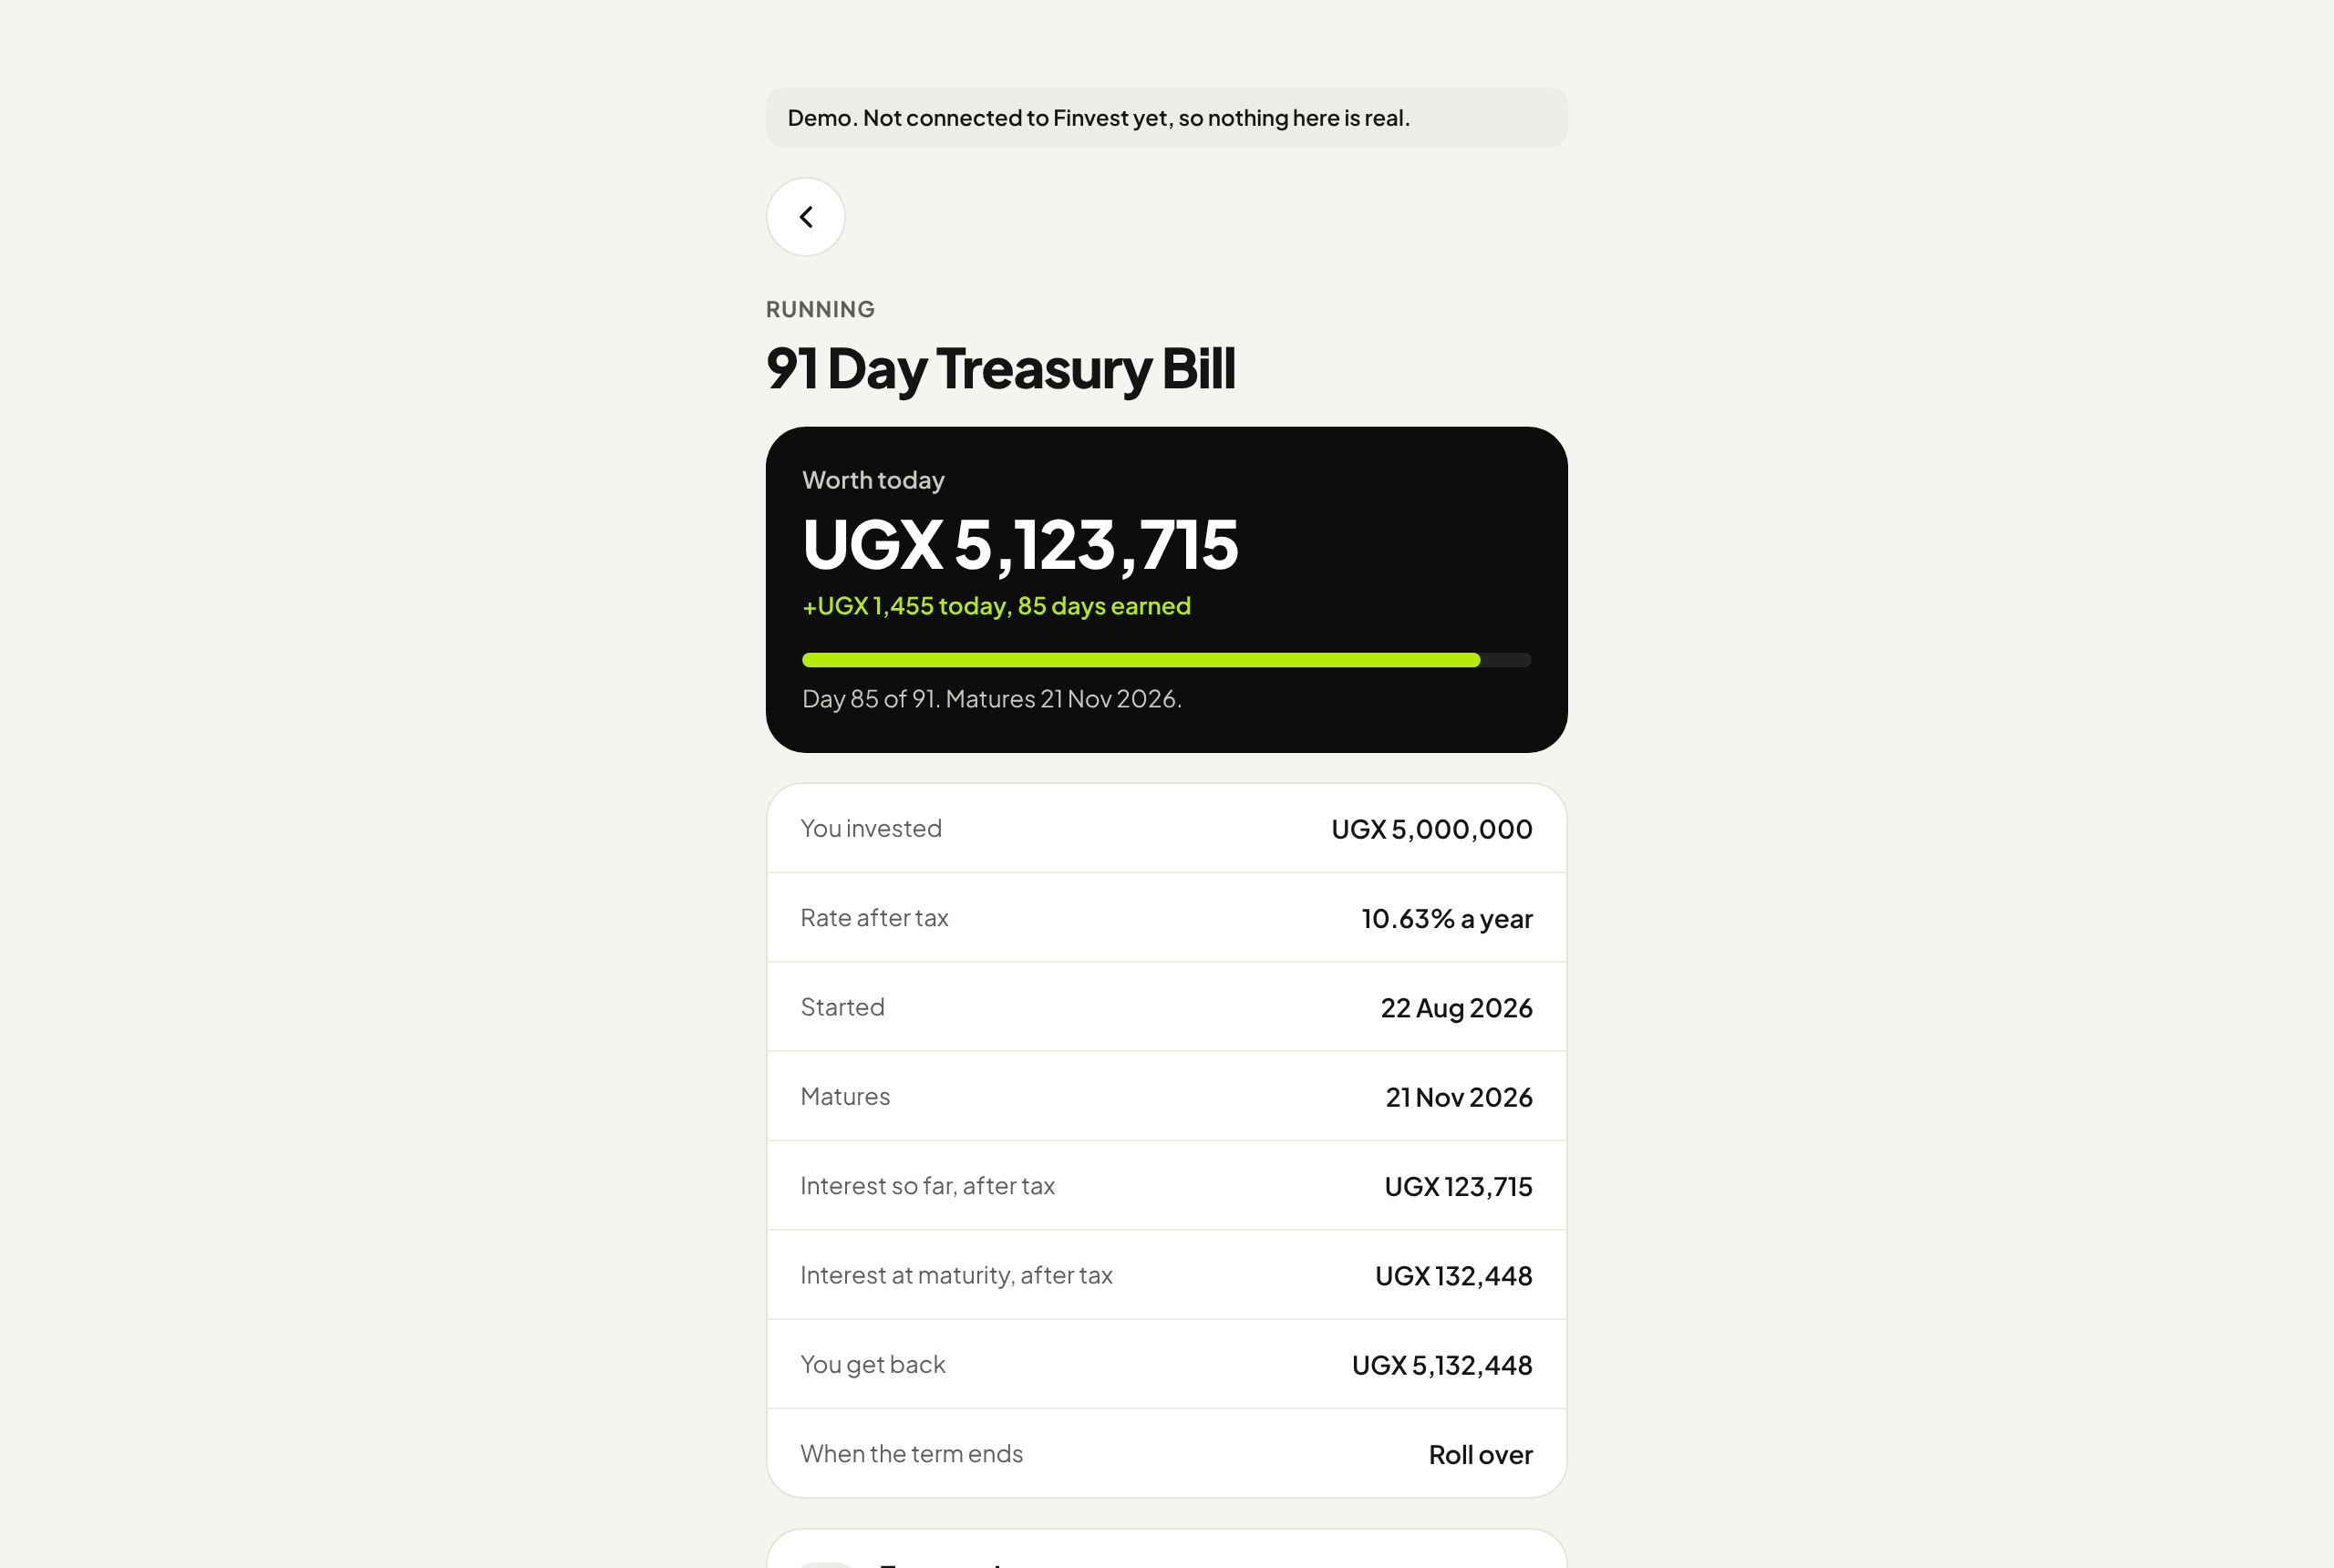 Demo. Not connected to Finvest yet, so nothing here is real.
RUNNING
91 Day Treasury Bill
Worth today
UGX 5,123,715
+UGX 1,455 today, 85 days earned
Day 85 of 91. Matures 21 Nov 2026.
You invested UGX 5,000,000
Rate after tax 10.63% a year
Started 22 Aug 2026
Matures 21 Nov 2026
Interest so far, after tax UGX 123,715
Interest at maturity, after tax UGX 132,448
You get back UGX 5,132,448
When the term ends Roll over